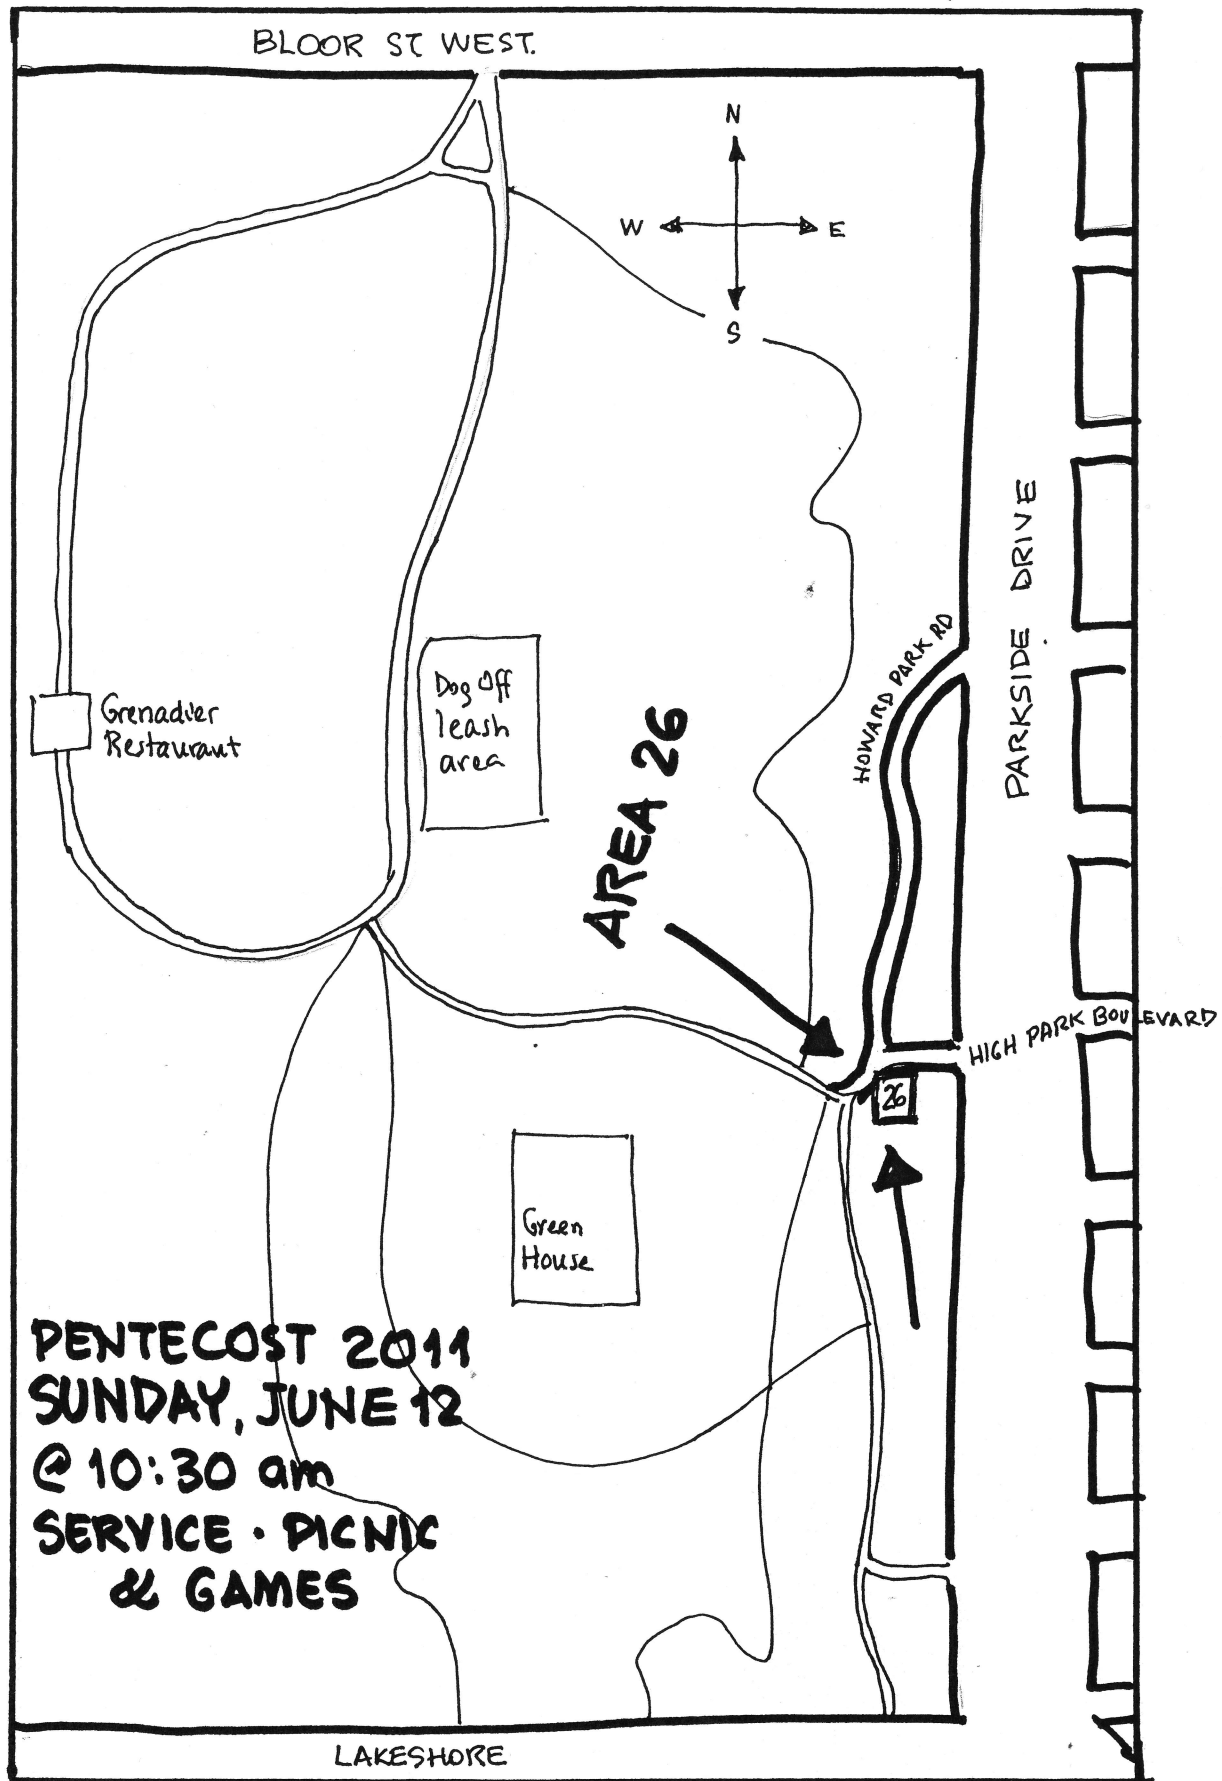 BLOOR ST WEST.
N
W
E
S
HOWARD PARK RD
PARKSIDE DRIVE
Grenadier
Restaurant
Dog Off
leash
area
AREA 26
HIGH PARK BOULEVARD
26
Green
House
PENTECOST 2011
SUNDAY, JUNE 12
@ 10:30 am
SERVICE · PICNIC
& GAMES
LAKESHORE